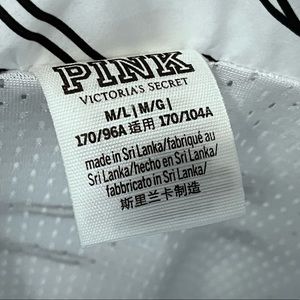 PINK
VICTORIA'S SECRET
M/L | M/G |
170/96A 适用 170/104A
made in Sri Lanka/fabriqué au
Sri Lanka/hecho en Sri Lanka/
fabbricato in Sri Lanka/
斯里兰卡制造